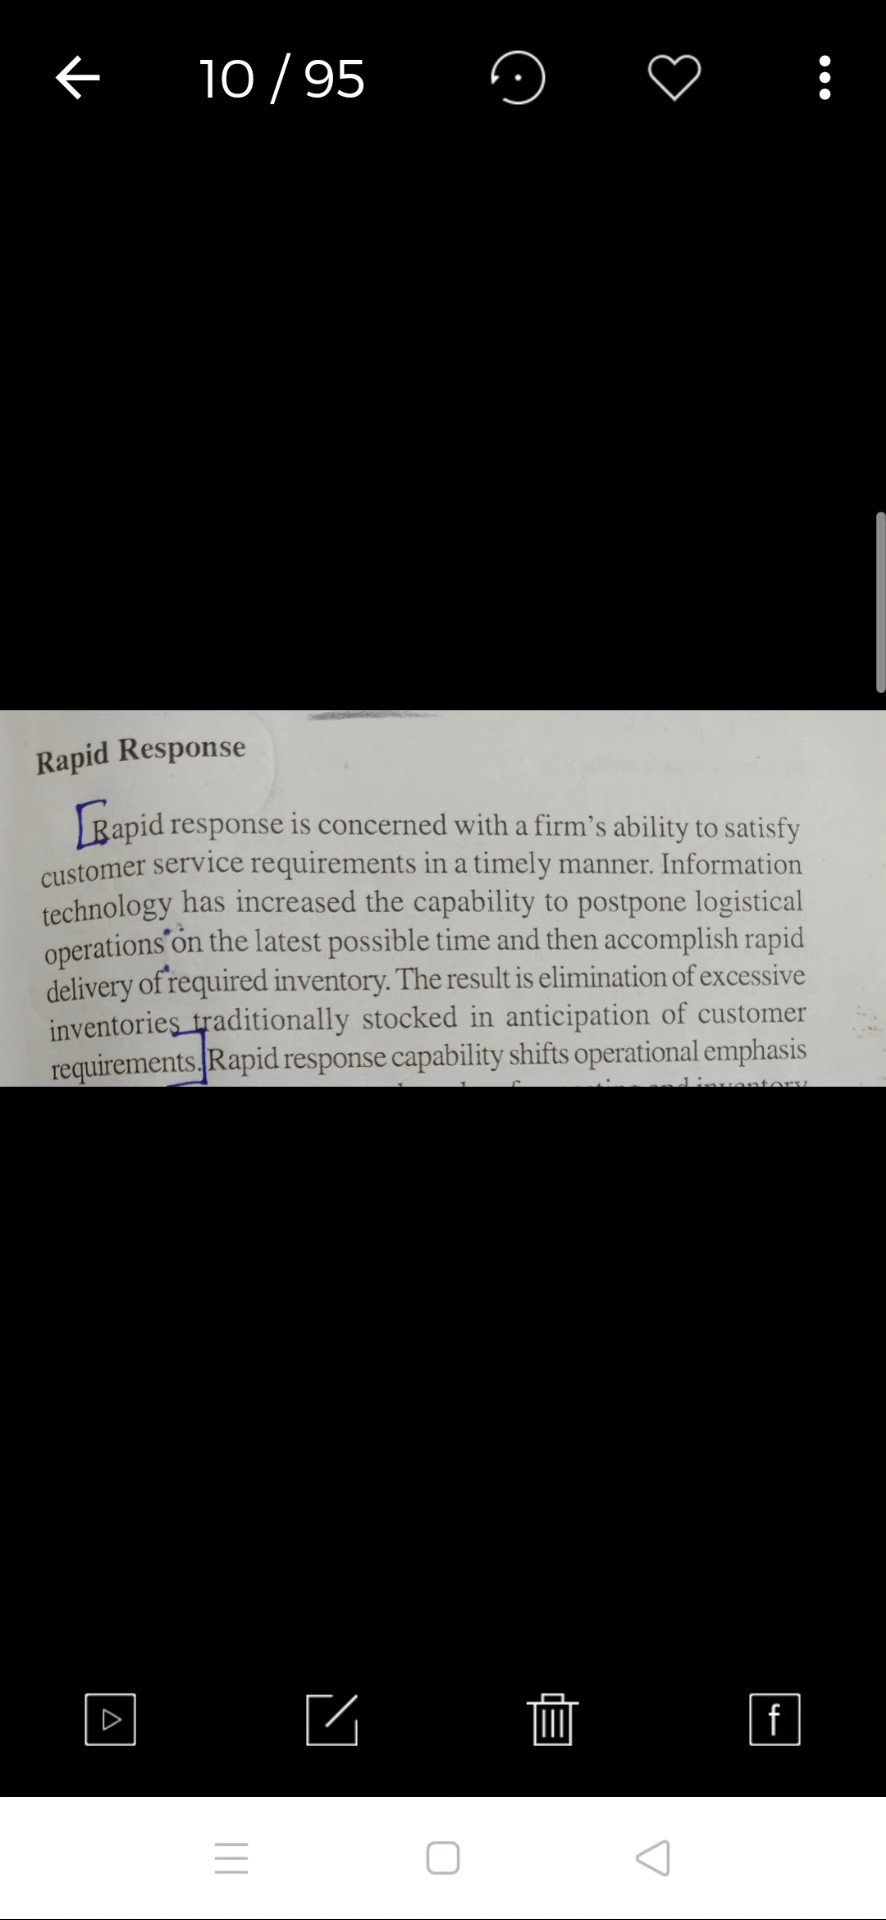 10 / 95
Rapid Response
Rapid response is concerned with a firm's ability to satisfy
customer service requirements in a timely manner. Information
technology has increased the capability to postpone logistical
operations on the latest possible time and then accomplish rapid
delivery of required inventory. The result is elimination of excessive
inventories traditionally stocked in anticipation of customer
requirements. Rapid response capability shifts operational emphasis
and inventory
f